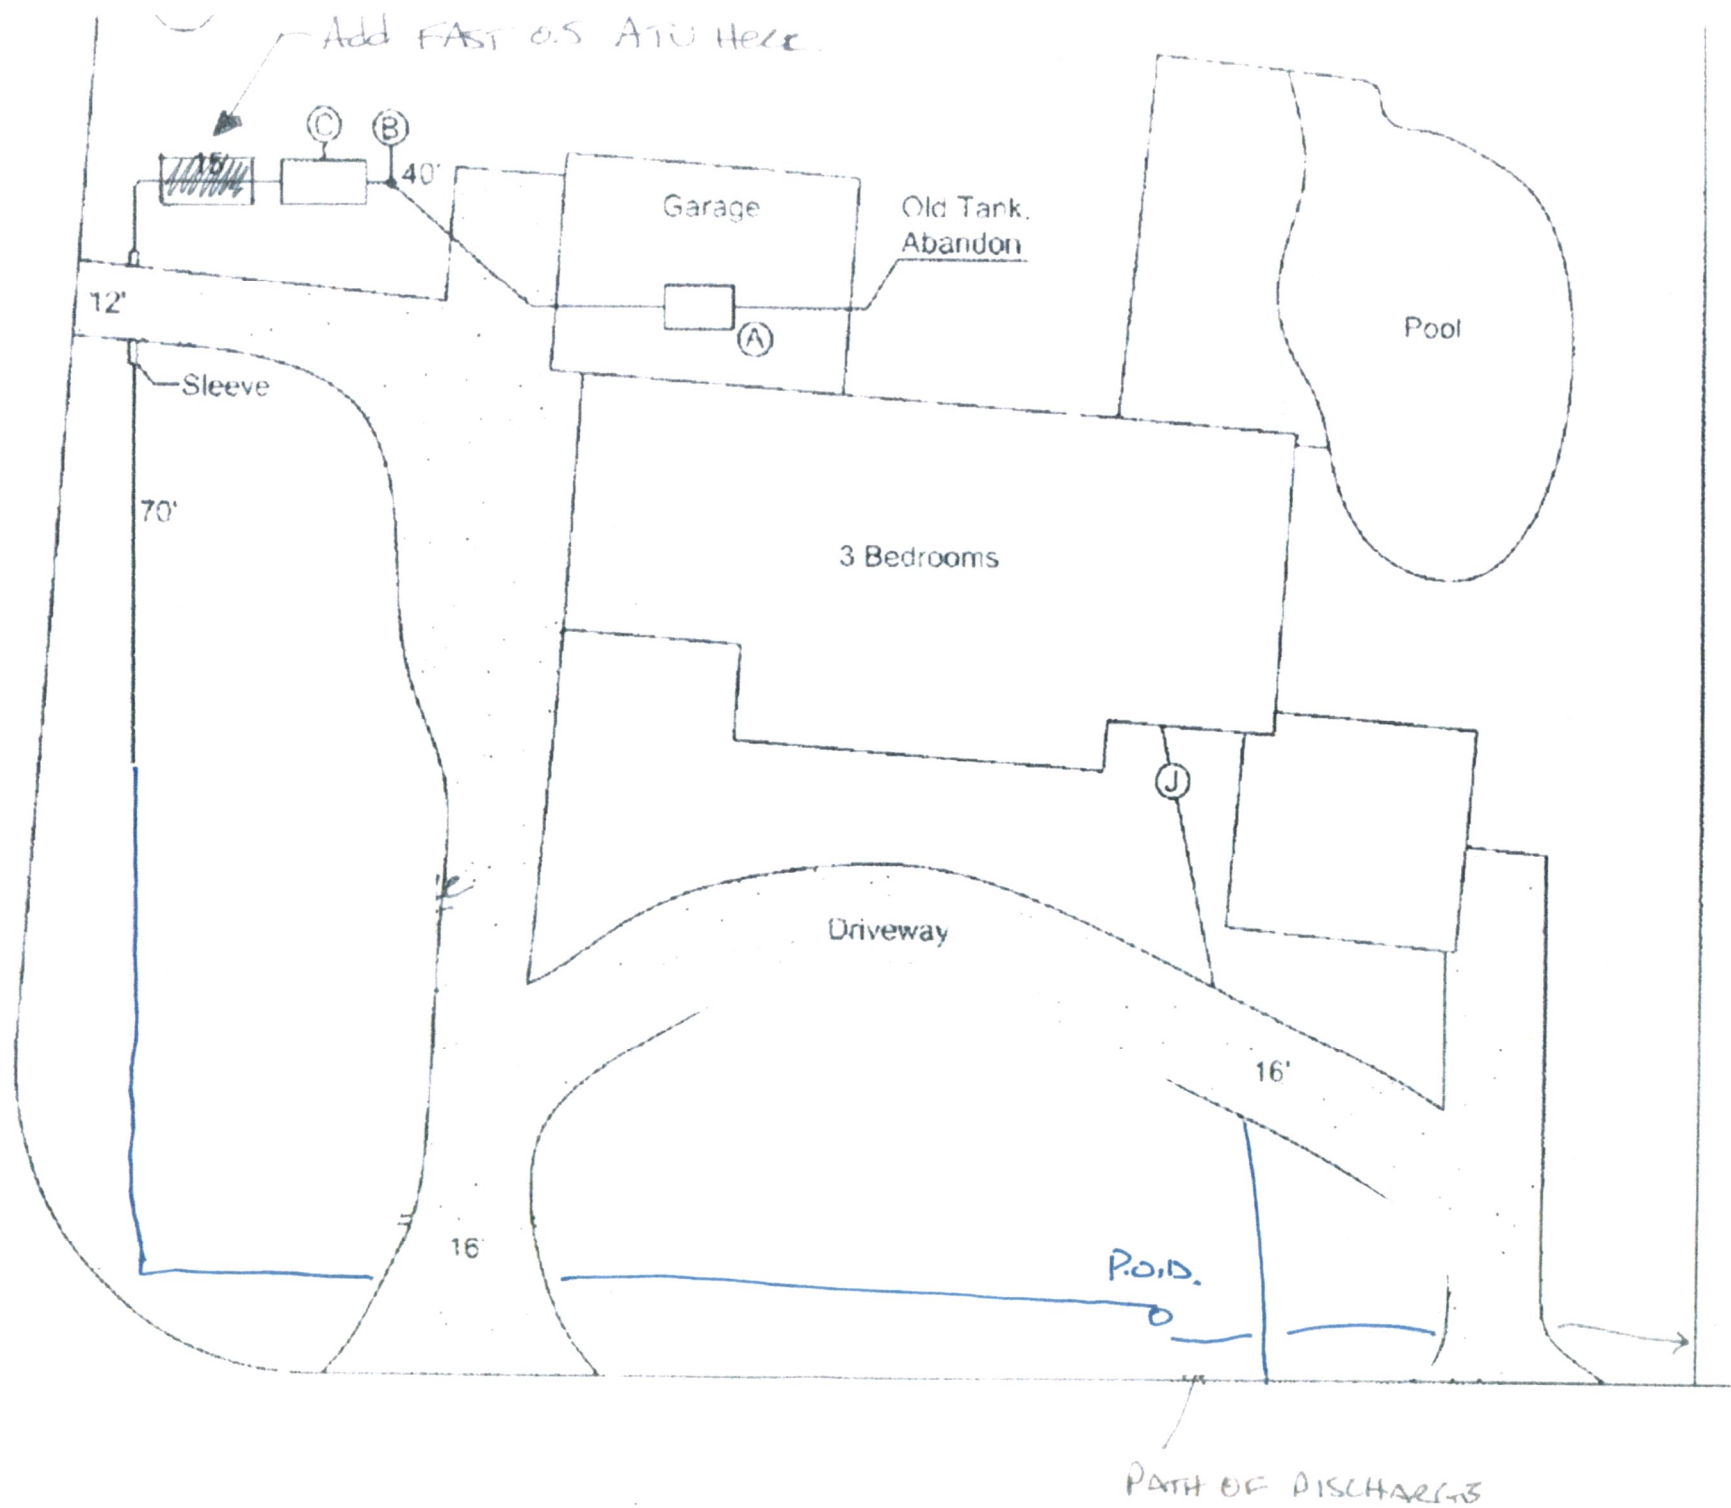 Add FAST 0.5 ATU Here
C
B
15'
40'
Garage
Old Tank.
Abandon
12'
A
Pool
Sleeve
70'
3 Bedrooms
J
Driveway
16'
16'
P.O.D.
PATH OF DISCHARGE